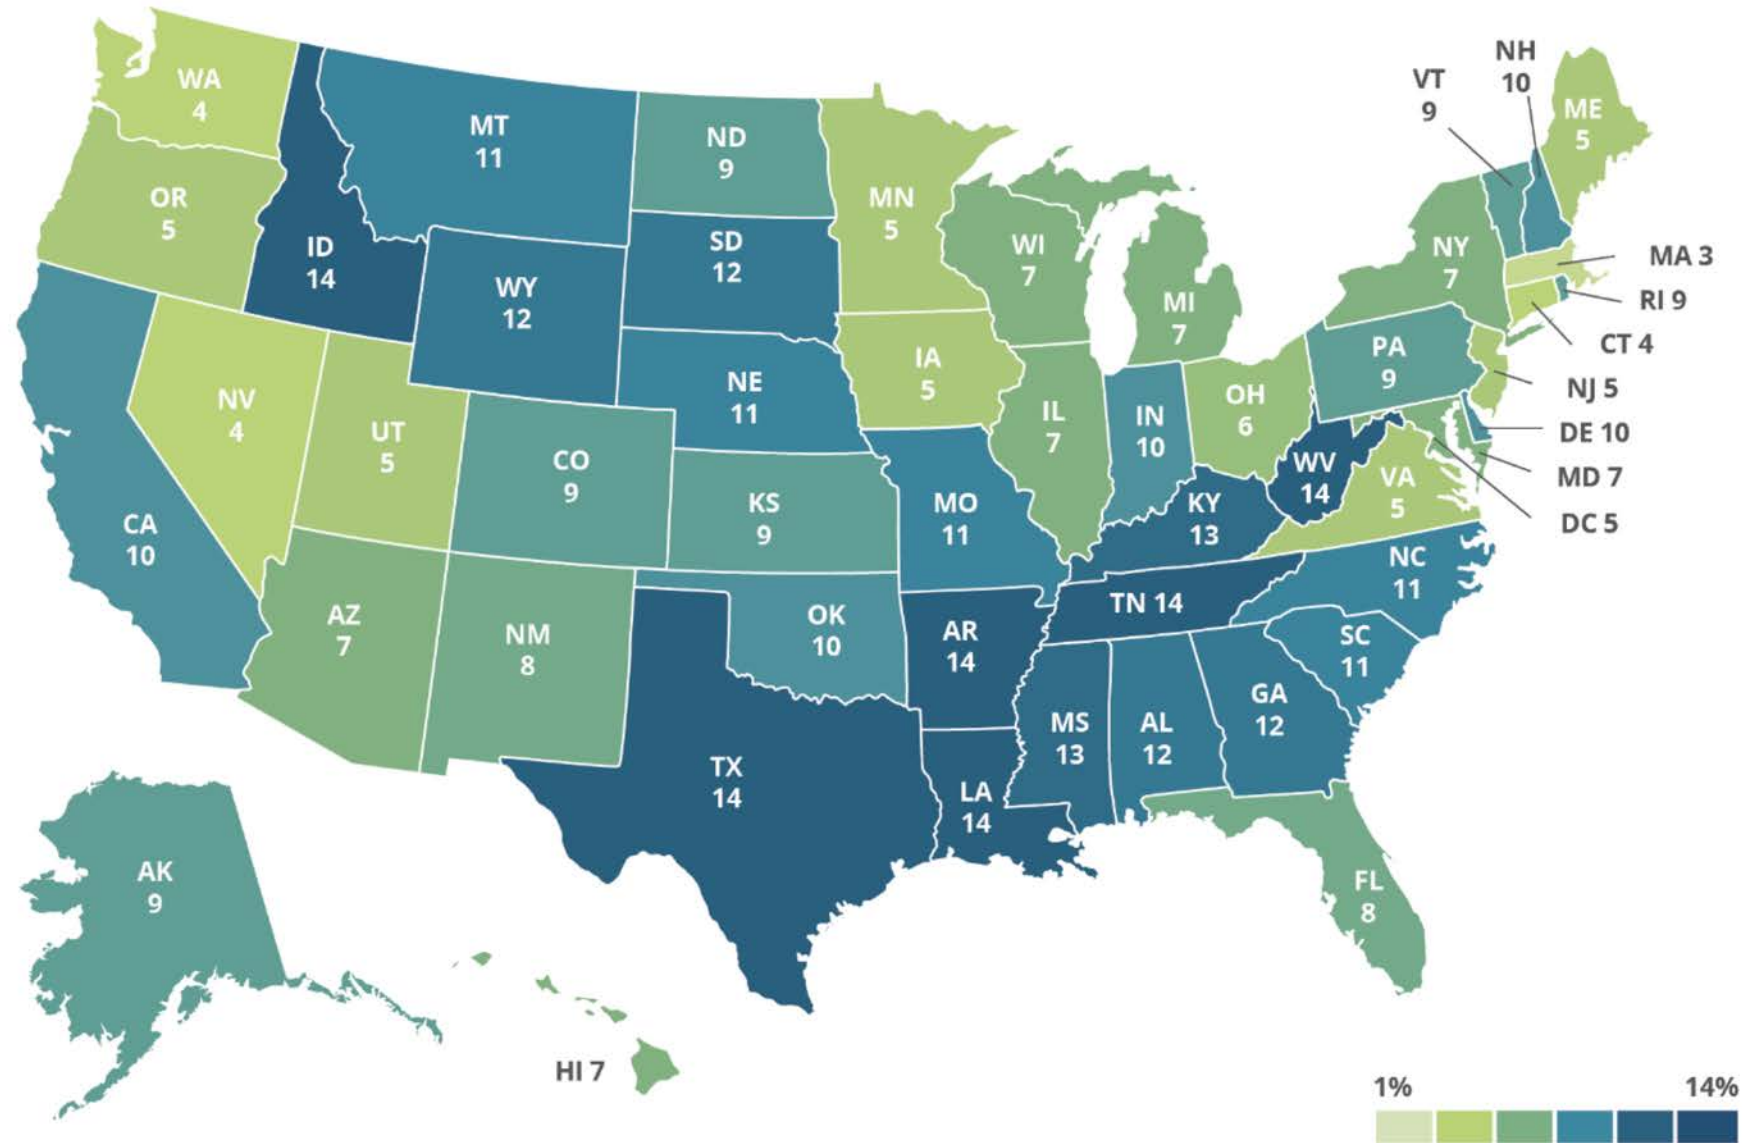 WA
4
OR
5
CA
10
NV
4
ID
14
MT
11
WY
12
UT
5
AZ
7
CO
9
NM
8
ND
9
SD
12
NE
11
KS
9
OK
10
TX
14
MN
5
IA
5
MO
11
AR
14
LA
14
WI
7
IL
7
MI
7
IN
10
OH
6
KY
13
TN 14
MS
13
AL
12
GA
12
FL
8
SC
11
NC
11
VA
5
WV
14
PA
9
NY
7
VT
9
NH
10
ME
5
MA 3
RI 9
CT 4
NJ 5
DE 10
MD 7
DC 5
AK
9
HI 7
1% 14%